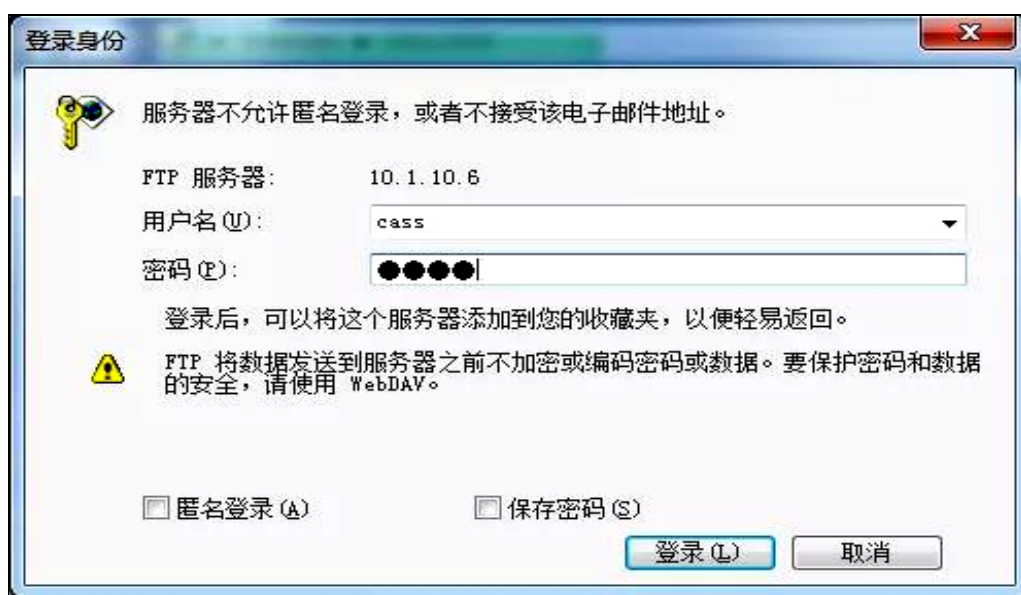 登录身份
服务器不允许匿名登录，或者不接受该电子邮件地址。
FTP 服务器: 10.1.10.6
用户名(U): cass
密码(P): ●●●●
登录后，可以将这个服务器添加到您的收藏夹，以便轻易返回。
FTP 将数据发送到服务器之前不加密或编码密码或数据。要保护密码和数据
的安全，请使用 WebDAV。
匿名登录(A) 保存密码(S)
登录(L) 取消